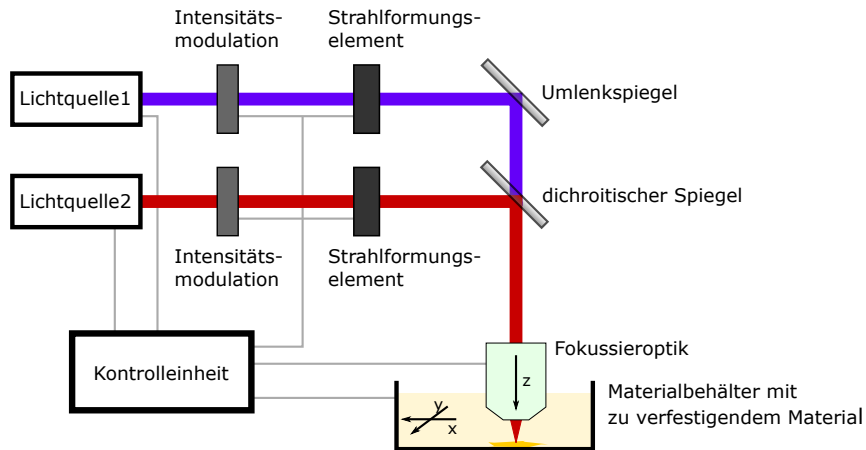 Intensitäts-
modulation
Strahlformungs-
element
Lichtquelle1
Umlenkspiegel
Lichtquelle2
dichroitischer Spiegel
Intensitäts-
modulation
Strahlformungs-
element
Kontrolleinheit
Fokussieroptik
z
Materialbehälter mit
zu verfestigendem Material
y
x